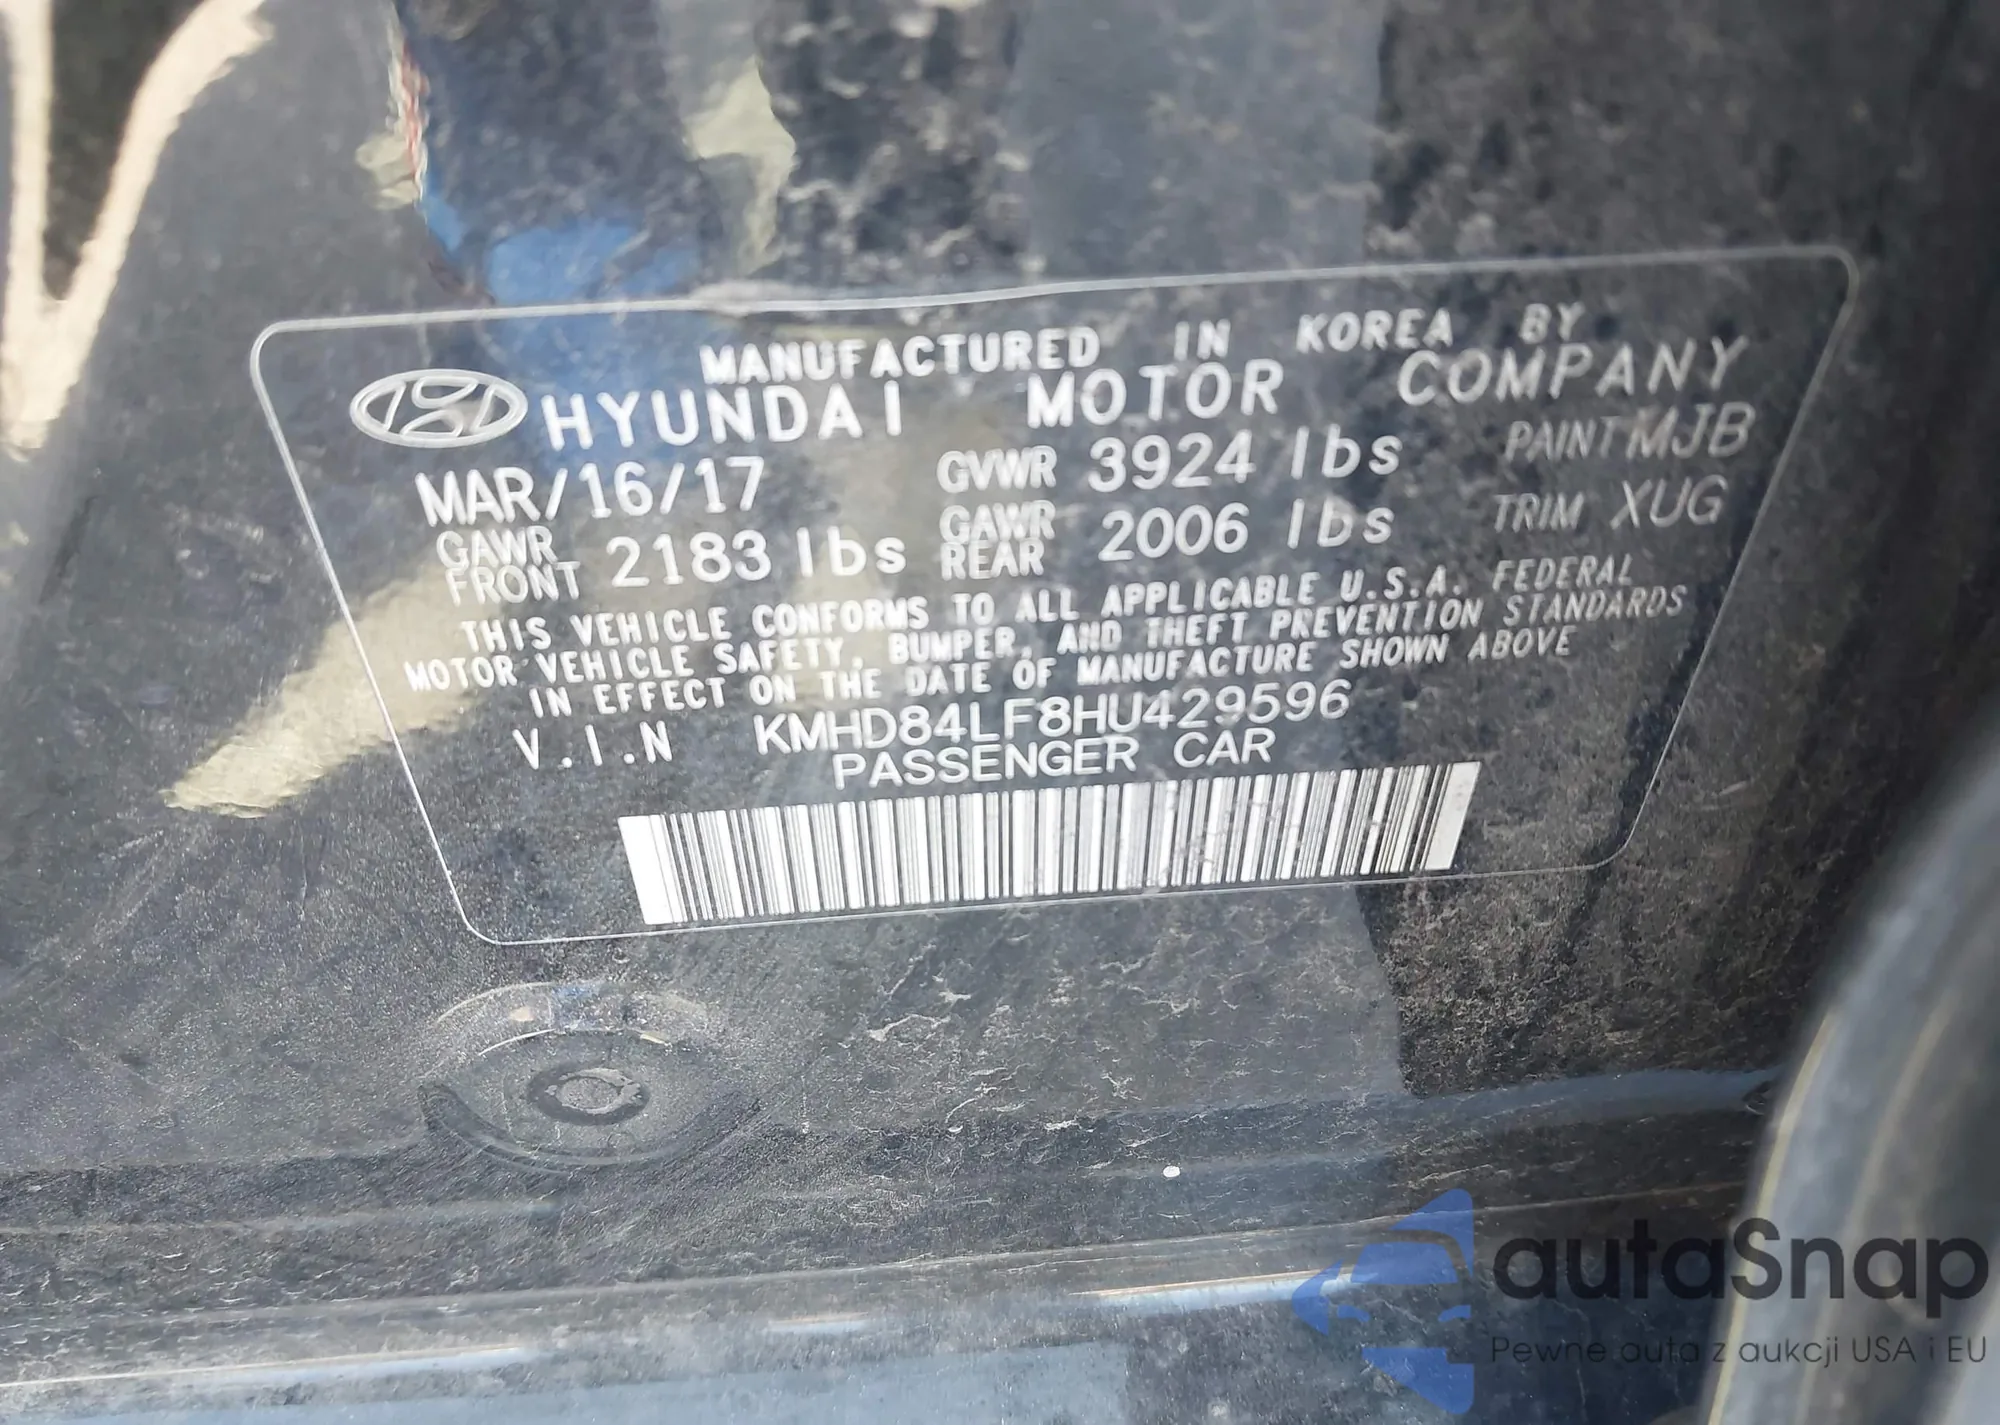 MANUFACTURED IN KOREA BY
HYUNDAI MOTOR COMPANY
MAR/16/17 GVWR 3924 lbs PAINT MJB
GAWR FRONT 2183 lbs GAWR REAR 2006 lbs TRIM XUG
THIS VEHICLE CONFORMS TO ALL APPLICABLE U.S.A. FEDERAL
MOTOR VEHICLE SAFETY, BUMPER, AND THEFT PREVENTION STANDARDS
IN EFFECT ON THE DATE OF MANUFACTURE SHOWN ABOVE
V.I.N KMHD84LF8HU429596
PASSENGER CAR
autaSnap
Pewne auta z aukcji USA i EU